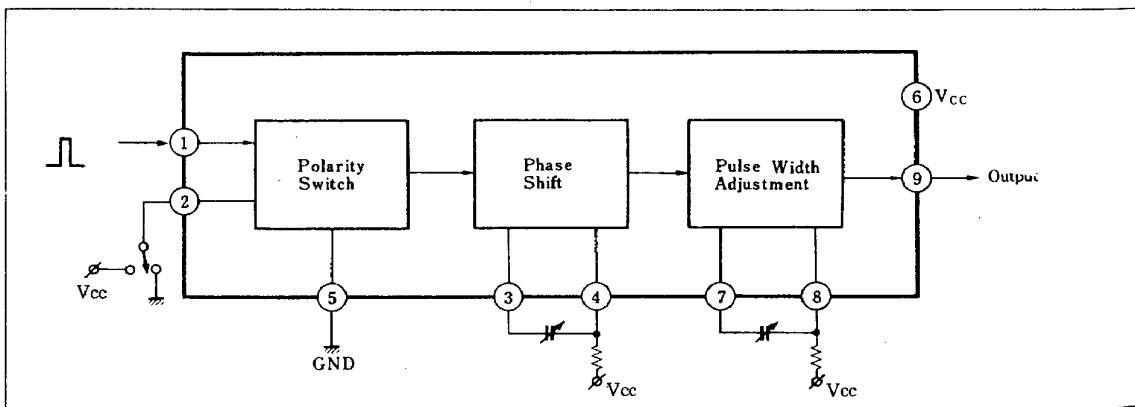 6 VCC
1
Polarity
Switch
Phase
Shift
Pulse Width
Adjustment
9 Output
2
Vcc
5 3 4 7 8
GND
Vcc Vcc